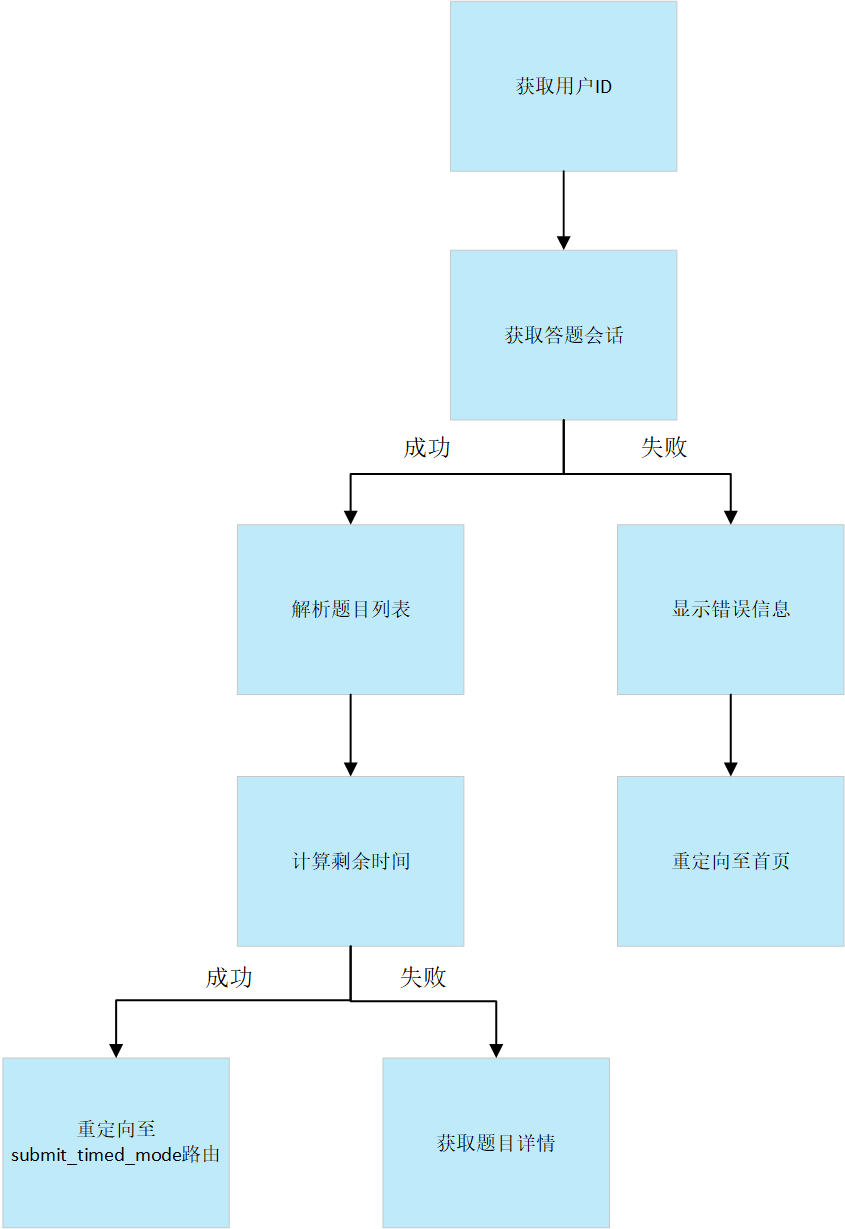 获取用户ID
获取答题会话
成功
失败
解析题目列表
显示错误信息
计算剩余时间
重定向至首页
成功
失败
重定向至
submit_timed_mode路由
获取题目详情